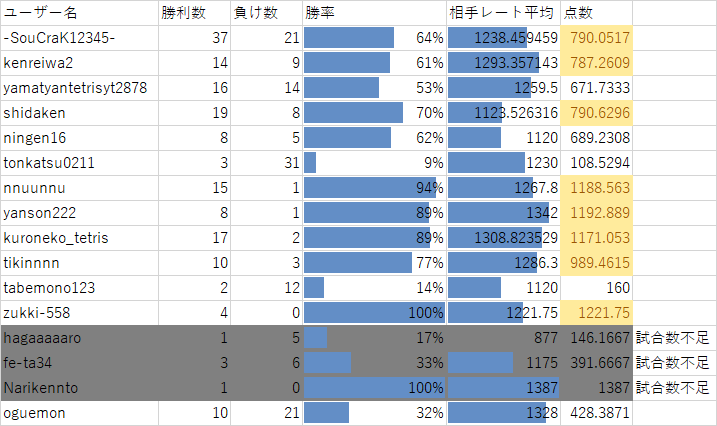 ユーザー名 勝利数 負け数 勝率 相手レート平均 点数
-SouCraK12345- 37 21 64% 1238.459459 790.0517
kenreiwa2 14 9 61% 1293.357143 787.2609
yamatyantetrisyt2878 16 14 53% 1259.5 671.7333
shidaken 19 8 70% 1123.526316 790.6296
ningen16 8 5 62% 1120 689.2308
tonkatsu0211 3 31 9% 1230 108.5294
nnuunnu 15 1 94% 1267.8 1188.563
yanson222 8 1 89% 1342 1192.889
kuroneko_tetris 17 2 89% 1308.823529 1171.053
tikinnnn 10 3 77% 1286.3 989.4615
tabemono123 2 12 14% 1120 160
zukki-558 4 0 100% 1221.75 1221.75
hagaaaaaro 1 5 17% 877 146.1667 試合数不足
fe-ta34 3 6 33% 1175 391.6667 試合数不足
Narikennto 1 0 100% 1387 1387 試合数不足
oguemon 10 21 32% 1328 428.3871